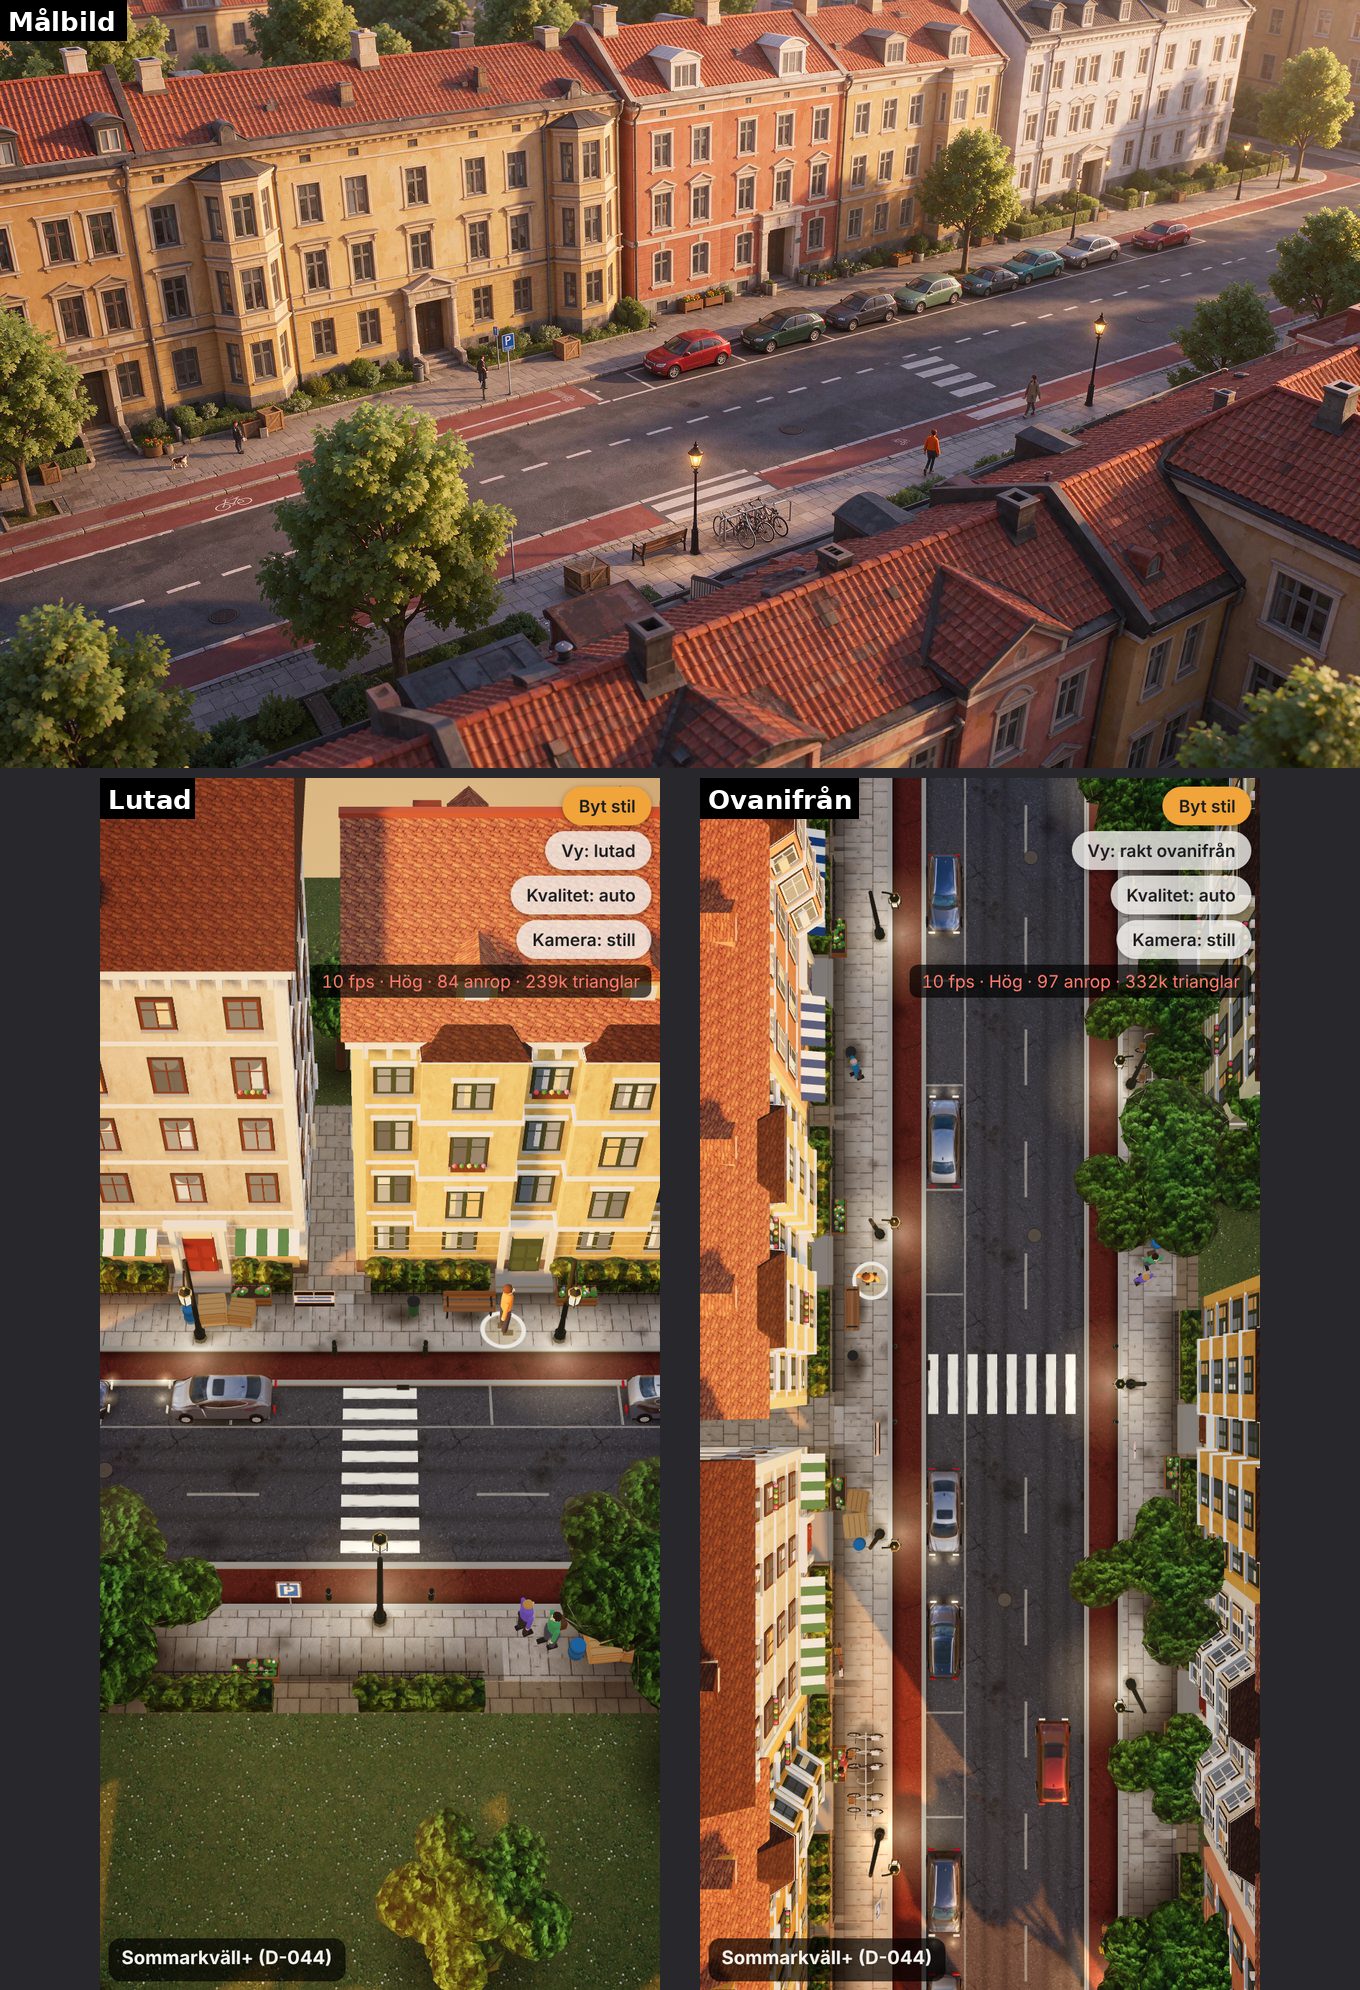 Målbild
P
Lutad
Byt stil
Vy: lutad
Kvalitet: auto
Kamera: still
10 fps · Hög · 84 anrop · 239k trianglar
P
Sommarkväll+ (D-044)
Ovanifrån
Byt stil
Vy: rakt ovanifrån
Kvalitet: auto
Kamera: still
10 fps · Hög · 97 anrop · 332k trianglar
Sommarkväll+ (D-044)